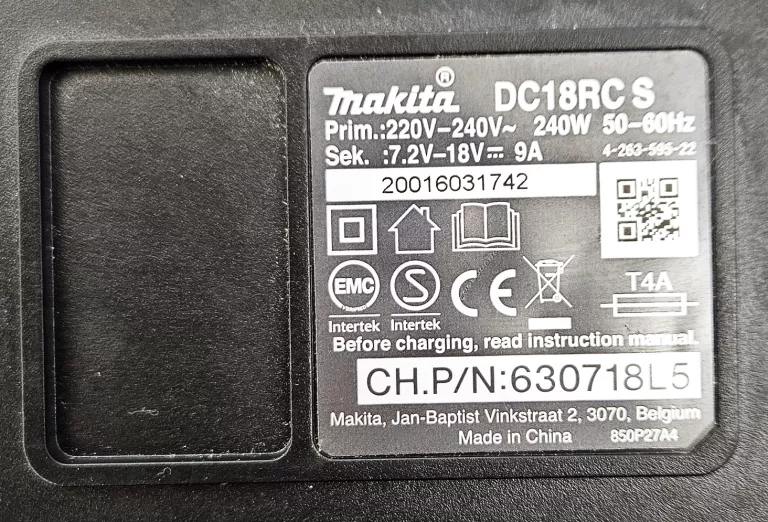 Makita® DC18RC S
Prim.:220V-240V~ 240W 50-60Hz
Sek. :7.2V-18V⎓ 9A 4-263-595-22
20016031742
EMC S CE T4A
Intertek Intertek
Before charging, read instruction manual.
CH.P/N:630718L5
Makita, Jan-Baptist Vinkstraat 2, 3070, Belgium
Made in China 850P27A4